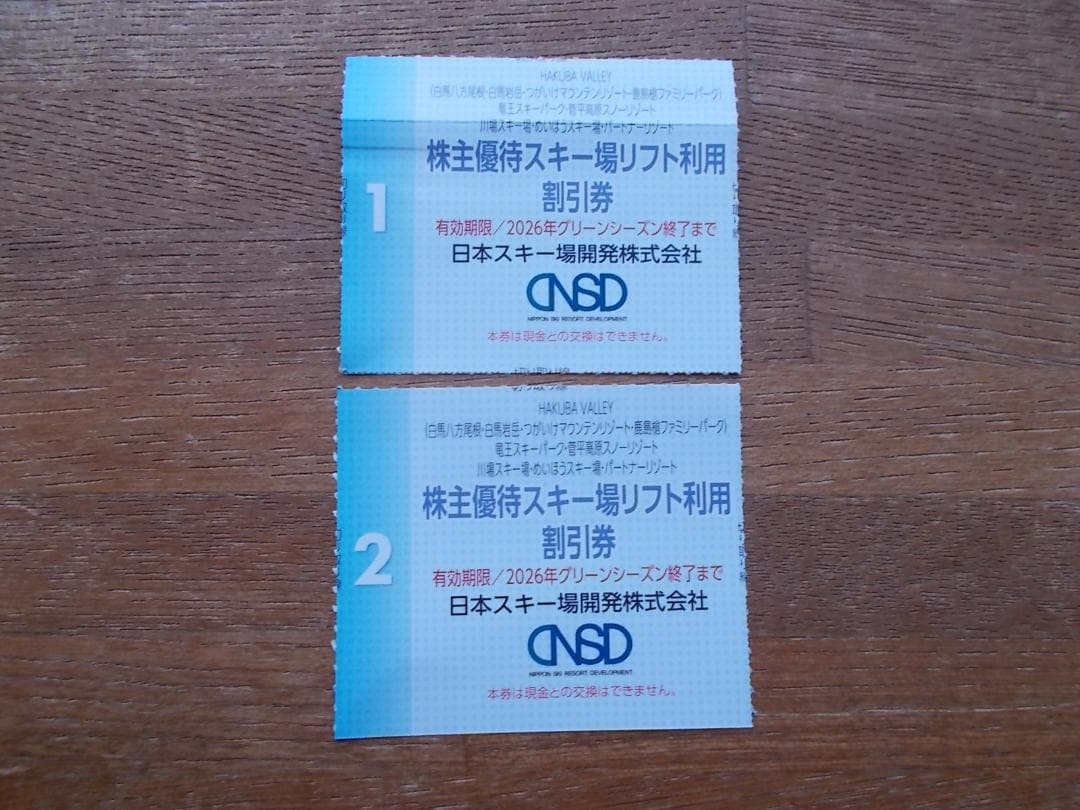 HAKUBA VALLEY
(白馬八方尾根・白馬岩岳・つがいけマウンテンリゾート・鹿島槍ファミリーパーク)
竜王スキーパーク・菅平高原スノーリゾート
川場スキー場・めいほうスキー場・パートナーリゾート
株主優待スキー場リフト利用
割引券
1
有効期限/2026年グリーンシーズン終了まで
日本スキー場開発株式会社
NSD
NIPPON SKI RESORT DEVELOPMENT
本券は現金との交換はできません。
切り取り線
HAKUBA VALLEY
(白馬八方尾根・白馬岩岳・つがいけマウンテンリゾート・鹿島槍ファミリーパーク)
竜王スキーパーク・菅平高原スノーリゾート
川場スキー場・めいほうスキー場・パートナーリゾート
株主優待スキー場リフト利用
割引券
2
有効期限/2026年グリーンシーズン終了まで
日本スキー場開発株式会社
NSD
NIPPON SKI RESORT DEVELOPMENT
本券は現金との交換はできません。